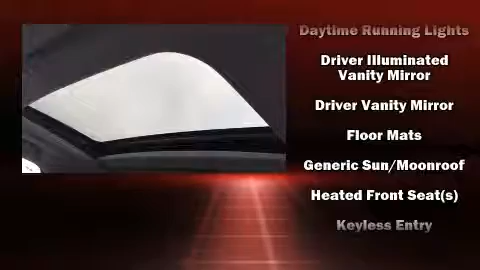 Daytime Running Lights
Driver Illuminated
Vanity Mirror
Driver Vanity Mirror
Floor Mats
Generic Sun/Moonroof
Heated Front Seat(s)
Keyless Entry